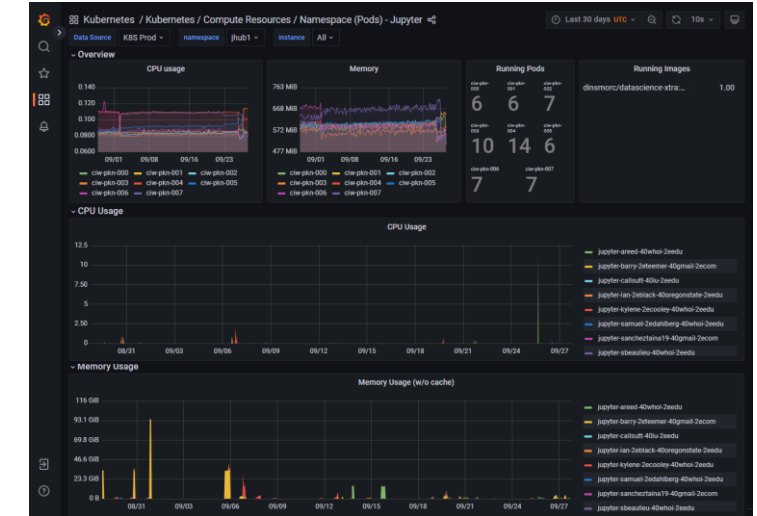 Kubernetes / Kubernetes / Compute Resources / Namespace (Pods) - Jupyter
Last 30 days UTC
10s
Data Source K8S Prod namespace jhub1 instance All
Overview
CPU usage
0.140
0.120
0.100
0.0800
0.0600
09/01 09/08 09/16 09/23
ciw-pkn-000 ciw-pkn-001 ciw-pkn-002
ciw-pkn-003 ciw-pkn-004 ciw-pkn-005
ciw-pkn-006 ciw-pkn-007
Memory
763 MiB
668 MiB
572 MiB
477 MiB
09/01 09/08 09/16 09/23
ciw-pkn-000 ciw-pkn-001 ciw-pkn-002
ciw-pkn-003 ciw-pkn-004 ciw-pkn-005
ciw-pkn-006 ciw-pkn-007
Running Pods
6 6 7
10 14 6
ciw-pkn-006 ciw-pkn-007
7 7
Running Images
dinsmorc/datascience-xtra:... 1.00
CPU Usage
CPU Usage
12.5
10
7.50
5
2.50
0
08/31 09/03 09/06 09/09 09/12 09/15 09/18 09/21 09/24 09/27
jupyter-areed-40whoi-2eedu
jupyter-barry-2eteemer-40gmail-2ecom
jupyter-callsutt-40iu-2eedu
jupyter-ian-2eblack-40oregonstate-2eedu
jupyter-kylene-2ecooley-40whoi-2eedu
jupyter-samuel-2edahlberg-40whoi-2eedu
jupyter-sancheztaina19-40gmail-2ecom
jupyter-sbeaulieu-40whoi-2eedu
Memory Usage
Memory Usage (w/o cache)
116 GiB
93.1 GiB
69.8 GiB
46.6 GiB
23.3 GiB
0 B
08/31 09/03 09/06 09/09 09/12 09/15 09/18 09/21 09/24 09/27
jupyter-areed-40whoi-2eedu
jupyter-barry-2eteemer-40gmail-2ecom
jupyter-callsutt-40iu-2eedu
jupyter-ian-2eblack-40oregonstate-2eedu
jupyter-kylene-2ecooley-40whoi-2eedu
jupyter-samuel-2edahlberg-40whoi-2eedu
jupyter-sancheztaina19-40gmail-2ecom
jupyter-sbeaulieu-40whoi-2eedu